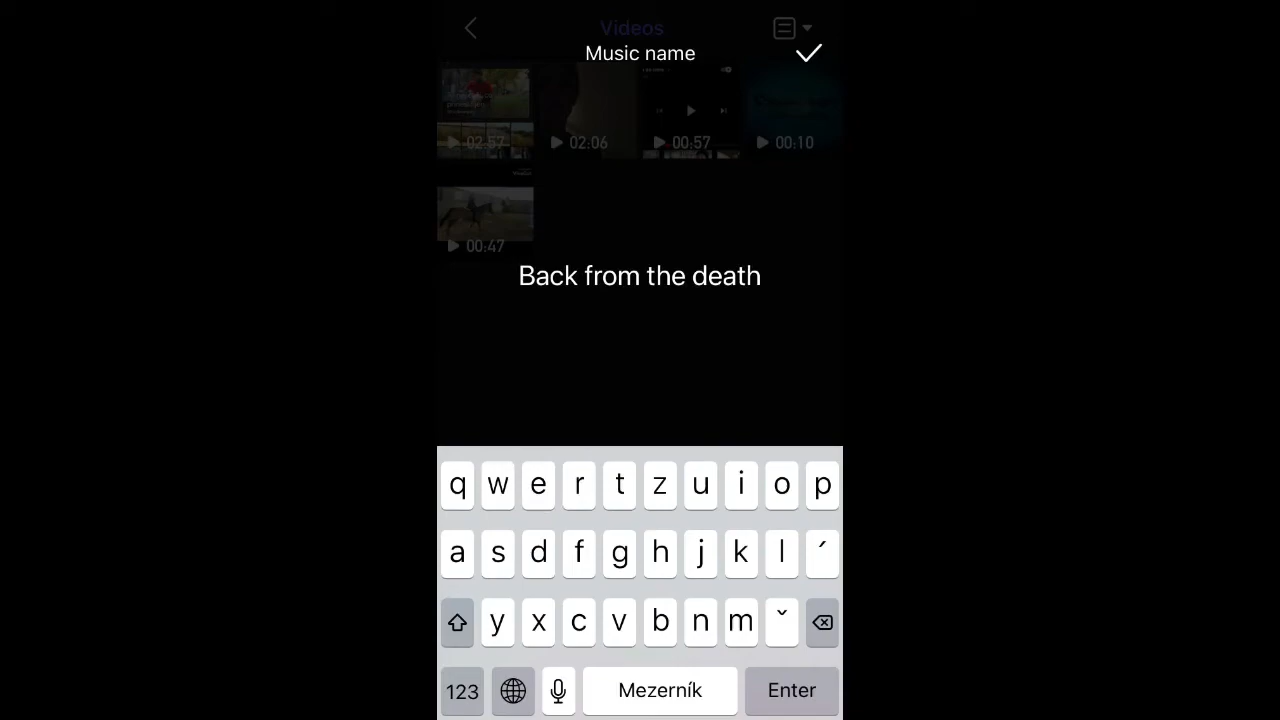 Videos
Music name
02:57
02:06
00:57
00:10
00:47
Back from the death
q w e r t z u i o p
a s d f g h j k l ´
y x c v b n m ˇ
123 Mezerník Enter